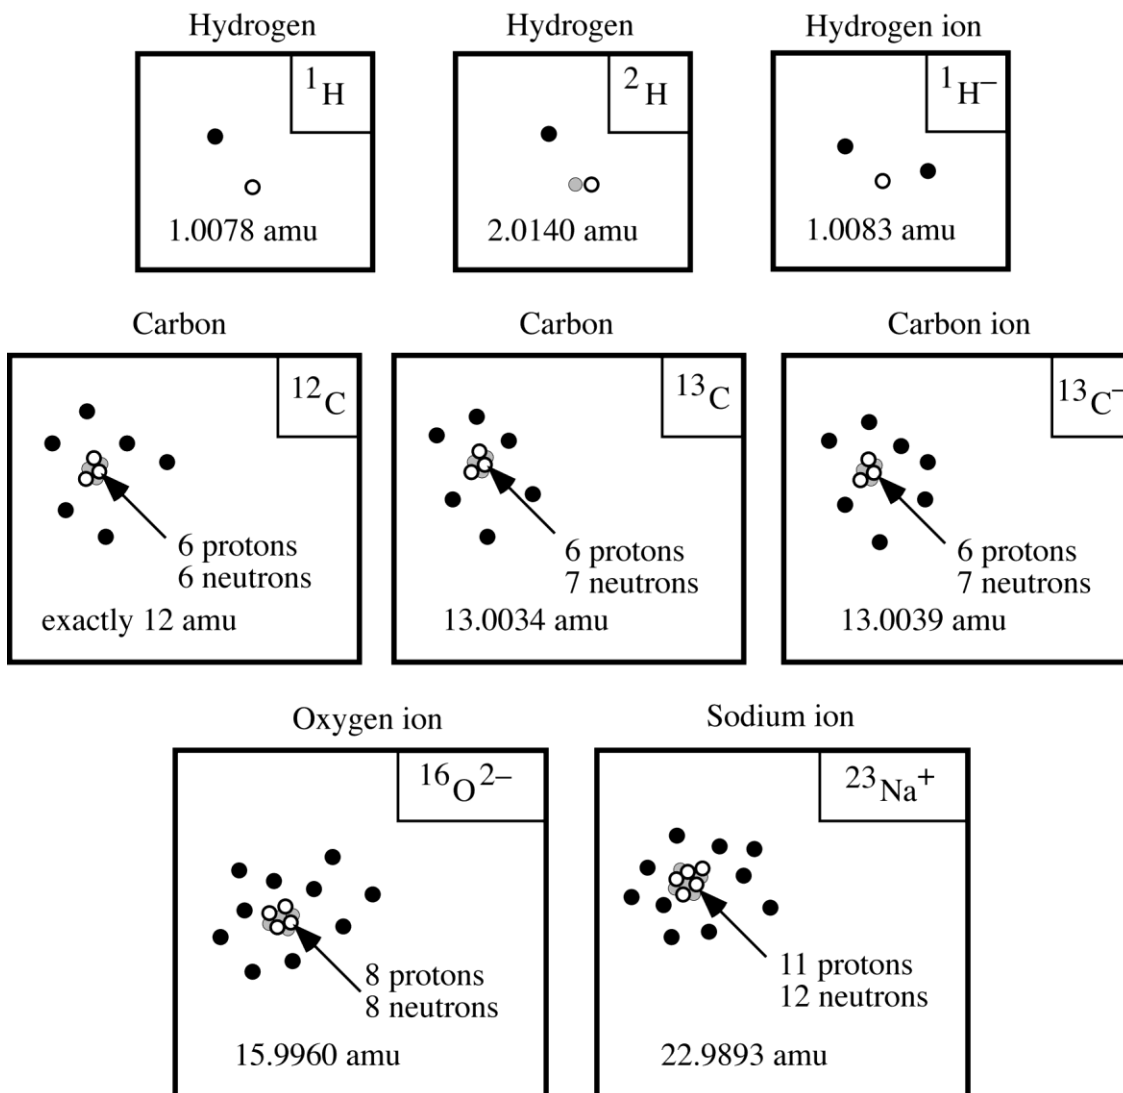 Hydrogen
¹H
1.0078 amu
Hydrogen
²H
2.0140 amu
Hydrogen ion
¹H⁻
1.0083 amu
Carbon
¹²C
6 protons
6 neutrons
exactly 12 amu
Carbon
¹³C
6 protons
7 neutrons
13.0034 amu
Carbon ion
¹³C⁻
6 protons
7 neutrons
13.0039 amu
Oxygen ion
¹⁶O²⁻
8 protons
8 neutrons
15.9960 amu
Sodium ion
²³Na⁺
11 protons
12 neutrons
22.9893 amu